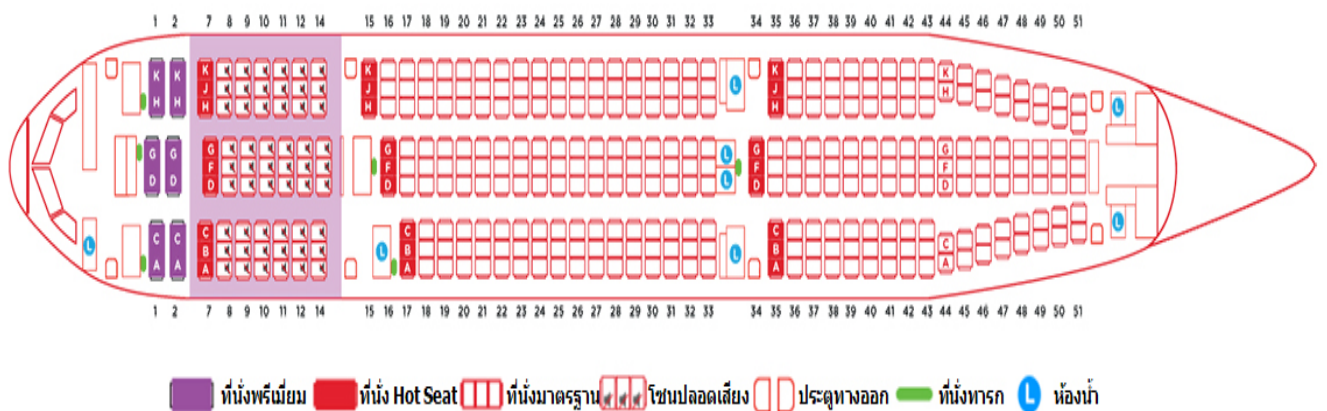 1 2 7 8 9 10 11 12 14 15 16 17 18 19 20 21 22 23 24 25 26 27 28 29 30 31 32 33 34 35 36 37 38 39 40 41 42 43 44 45 46 47 48 49 50 51
K K K K K K
J J L J
H H H H H H
L
G G G G G G
L
F F F F
L
D D D D D D
C C C C C C
L
L B L B L B
A A A A A A
1 2 7 8 9 10 11 12 14 15 16 17 18 19 20 21 22 23 24 25 26 27 28 29 30 31 32 33 34 35 36 37 38 39 40 41 42 43 44 45 46 47 48 49 50 51
ที่นั่งพรีเมี่ยม ที่นั่ง Hot Seat ที่นั่งมาตรฐาน โซนปลอดเสียง ประตูทางออก ที่นั่งทารก L ห้องน้ำ